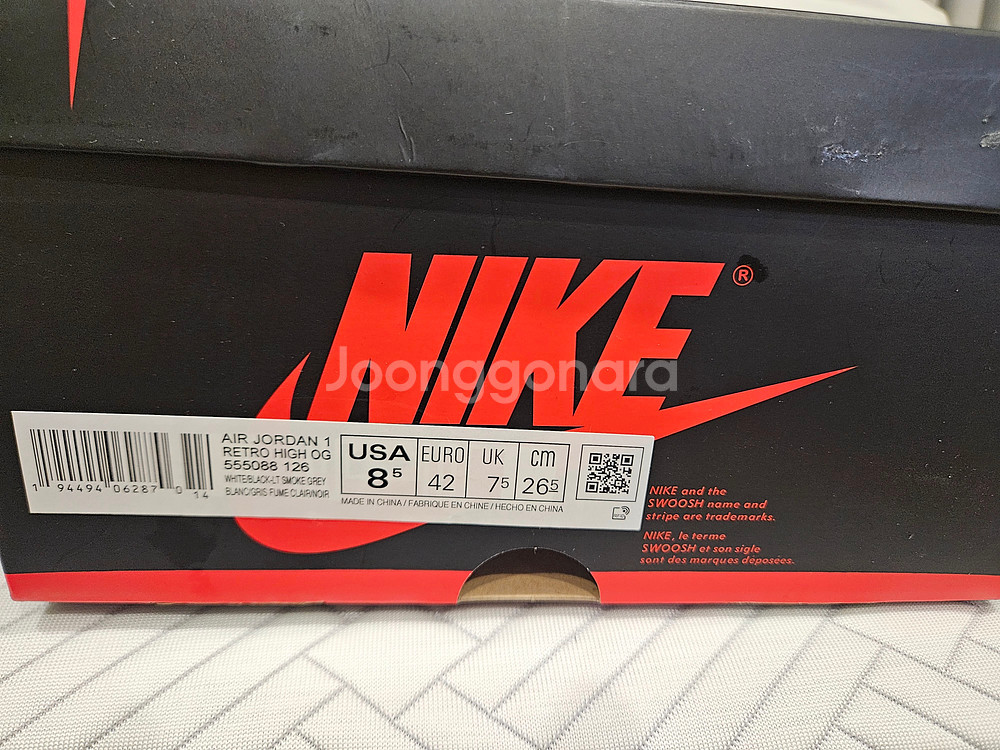 NIKE®
Joonggonara
AIR JORDAN 1
RETRO HIGH OG
555088 126
WHITE/BLACK-LT SMOKE GREY
BLANC/GRIS FUME CLAIR/NOIR
1 94494 06287 0 14
USA
8⁵
EURO
42
UK
7⁵
cm
26⁵
MADE IN CHINA / FABRIQUE EN CHINE / HECHO EN CHINA
NIKE and the
SWOOSH name and
stripe are trademarks.
NIKE, le terme
SWOOSH et son sigle
sont des marques déposées.